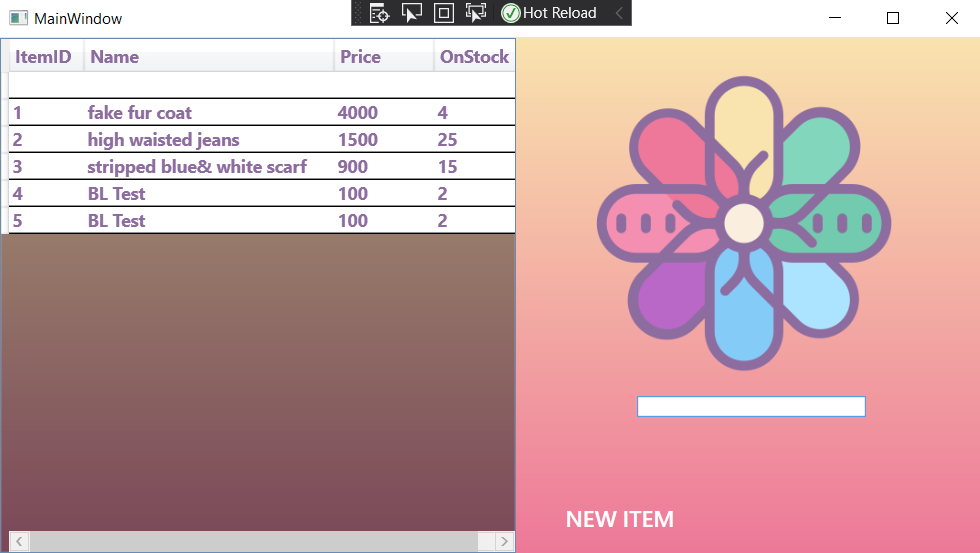 MainWindow
Hot Reload
ItemID Name Price OnStock
1 fake fur coat 4000 4
2 high waisted jeans 1500 25
3 stripped blue& white scarf 900 15
4 BL Test 100 2
5 BL Test 100 2
NEW ITEM